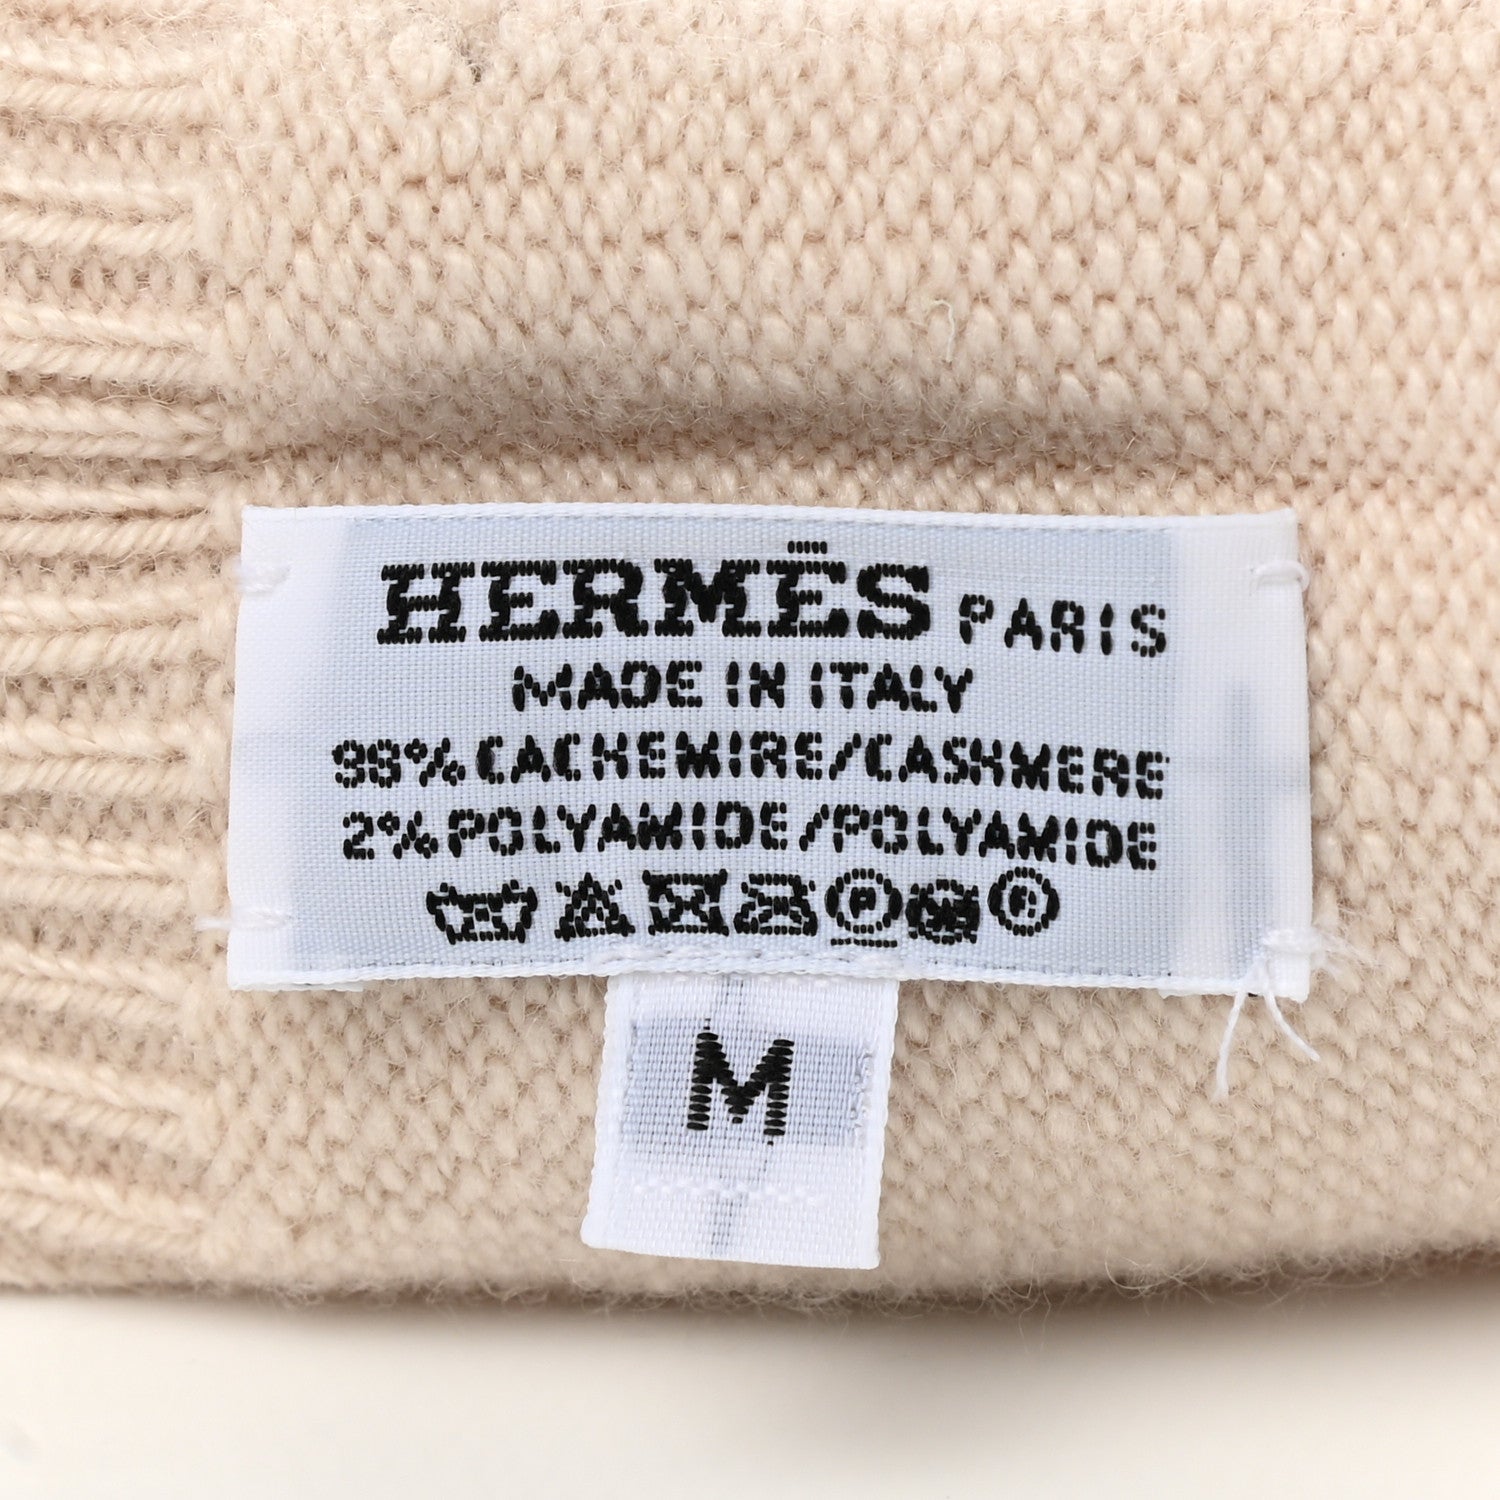 HERMÈS PARIS
MADE IN ITALY
98% CACHEMIRE/CASHMERE
2% POLYAMIDE/POLYAMIDE
P
M